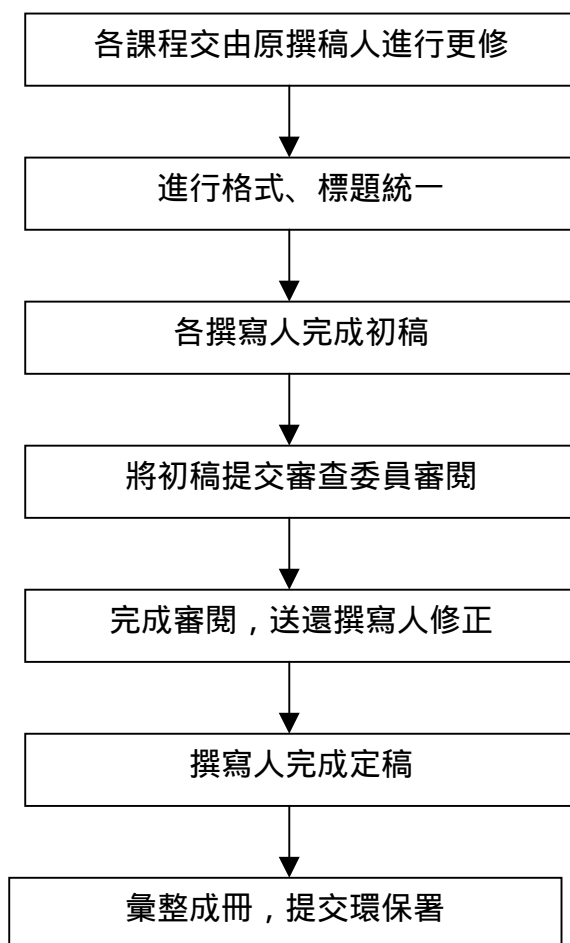 各課程交由原撰稿人進行更修
進行格式、標題統一
各撰寫人完成初稿
將初稿提交審查委員審閱
完成審閱，送還撰寫人修正
撰寫人完成定稿
彙整成冊，提交環保署